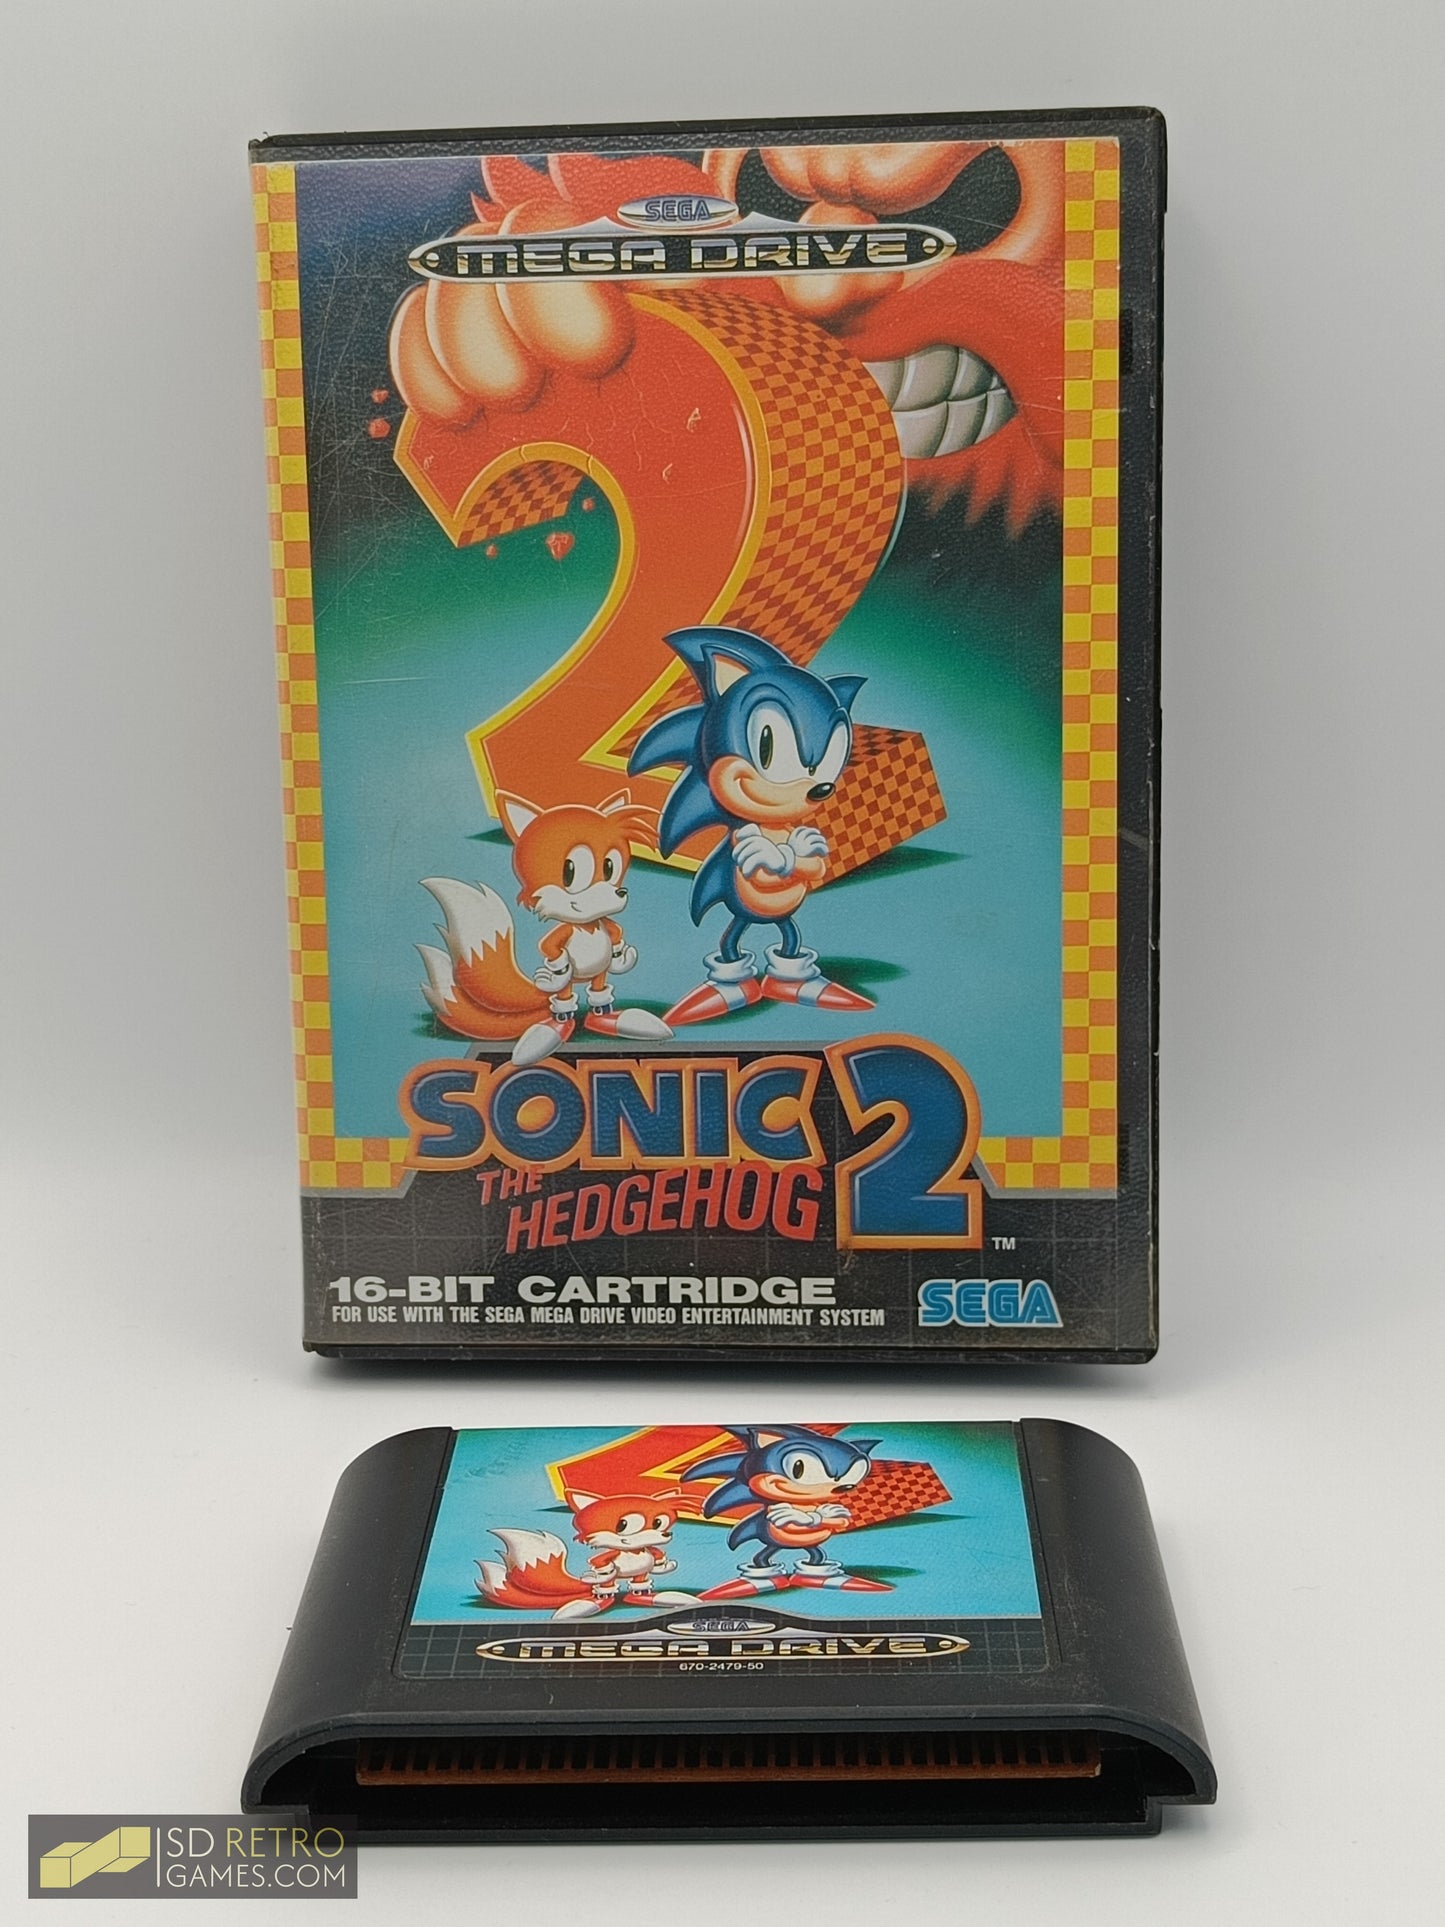 SEGA
MEGA DRIVE
2
SONIC
THE
HEDGEHOG
2
TM
16-BIT CARTRIDGE
FOR USE WITH THE SEGA MEGA DRIVE VIDEO ENTERTAINMENT SYSTEM
SEGA
SEGA
MEGA DRIVE
670-2479-50
SD RETRO
GAMES.COM